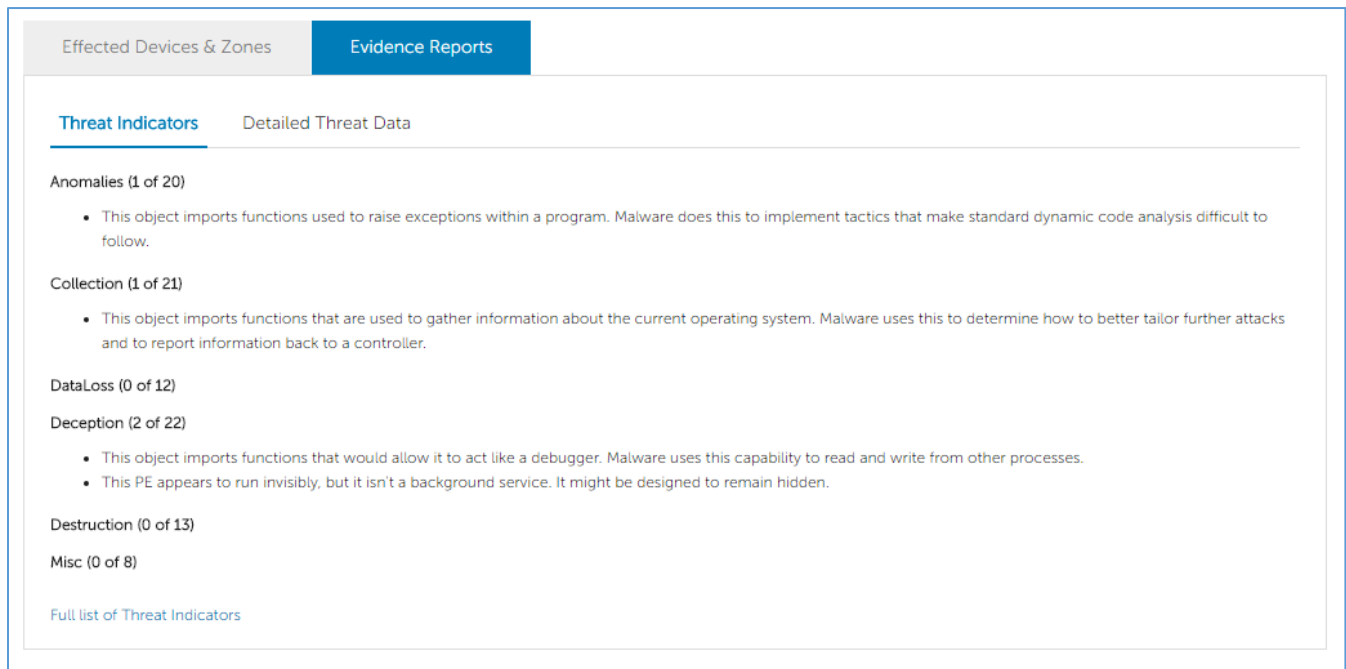 Effected Devices & Zones
Evidence Reports
Threat Indicators
Detailed Threat Data
Anomalies (1 of 20)
• This object imports functions used to raise exceptions within a program. Malware does this to implement tactics that make standard dynamic code analysis difficult to
follow.
Collection (1 of 21)
• This object imports functions that are used to gather information about the current operating system. Malware uses this to determine how to better tailor further attacks
and to report information back to a controller.
DataLoss (0 of 12)
Deception (2 of 22)
• This object imports functions that would allow it to act like a debugger. Malware uses this capability to read and write from other processes.
• This PE appears to run invisibly, but it isn't a background service. It might be designed to remain hidden.
Destruction (0 of 13)
Misc (0 of 8)
Full list of Threat Indicators